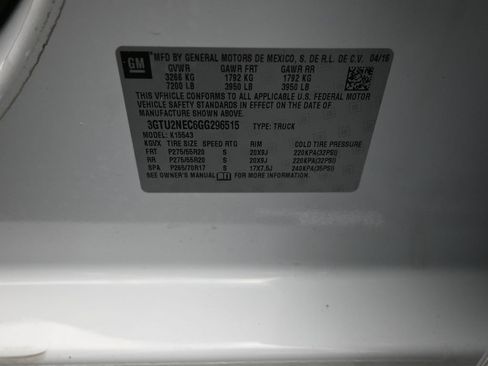 GM
MFD BY GENERAL MOTORS DE MEXICO, S. DE R.L. DE C.V. 04/16
GVWR GAWR FRT GAWR RR
3266 KG 1792 KG 1792 KG
7200 LB 3950 LB 3950 LB
THIS VEHICLE CONFORMS TO ALL APPLICABLE U.S. FEDERAL MOTOR
VEHICLE SAFETY STANDARDS IN EFFECT ON THE DATE OF
MANUFACTURE SHOWN ABOVE.
3GTU2NEC6GG296515 TYPE: TRUCK
MODEL: K15543
KGVX TIRE SIZE SPEED RTG RIM COLD TIRE PRESSURE
FRT P275/55R20 S 20X9J 220KPA(32PSI)
RR P275/55R20 S 20X9J 220KPA(32PSI)
SPA P265/70R17 S 17X7.5J 240KPA(35PSI)
SEE OWNER'S MANUAL FOR MORE INFORMATION.